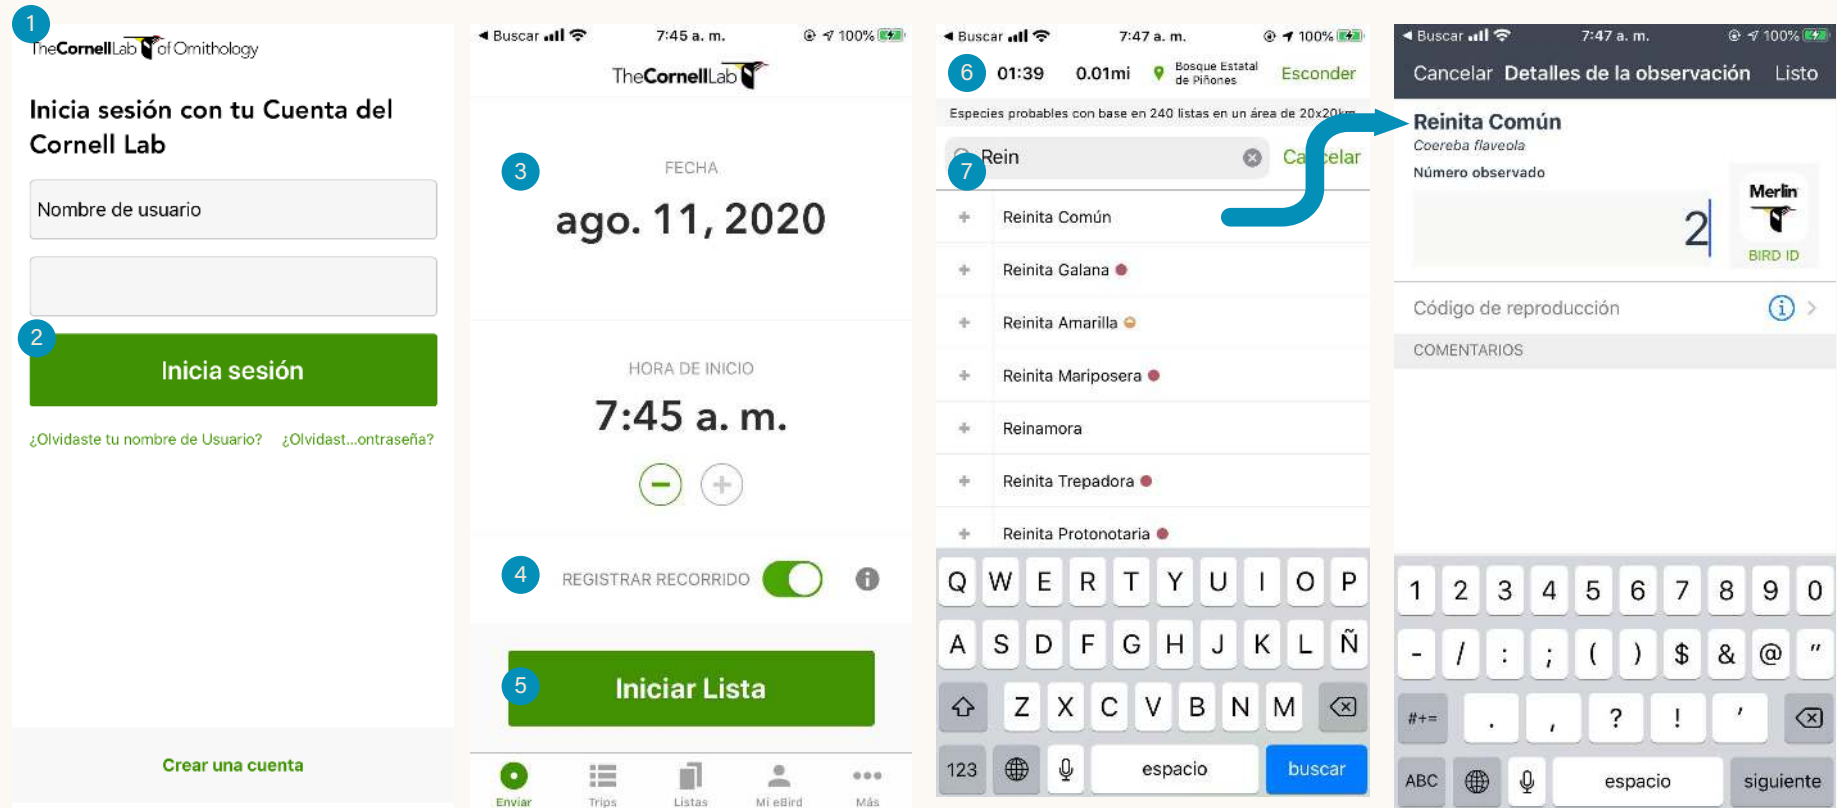 1
TheCornellLab of Ornithology
Inicia sesión con tu Cuenta del
Cornell Lab
Nombre de usuario
2
Inicia sesión
¿Olvidaste tu nombre de Usuario? ¿Olvidast...ontraseña?
Crear una cuenta
Buscar 7:45 a. m. 100%
TheCornellLab
3
FECHA
ago. 11, 2020
HORA DE INICIO
7:45 a. m.
4 REGISTRAR RECORRIDO
5 Iniciar Lista
Enviar Trips Listas Mi eBird Más
Buscar 7:47 a. m. 100%
6 01:39 0.01mi Bosque Estatal
de Piñones Esconder
Especies probables con base en 240 listas en un área de 20x20km
7 Rein Cancelar
+ Reinita Común
+ Reinita Galana
+ Reinita Amarilla
+ Reinita Mariposera
+ Reinamora
+ Reinita Trepadora
+ Reinita Protonotaria
Q W E R T Y U I O P
A S D F G H J K L Ñ
Z X C V B N M
123 espacio buscar
Buscar 7:47 a. m. 100%
Cancelar Detalles de la observación Listo
Reinita Común
Coereba flaveola
Número observado
2
Merlin
BIRD ID
Código de reproducción
COMENTARIOS
1 2 3 4 5 6 7 8 9 0
- / : ; ( ) $ & @ "
#+= . , ? ! '
ABC espacio siguiente